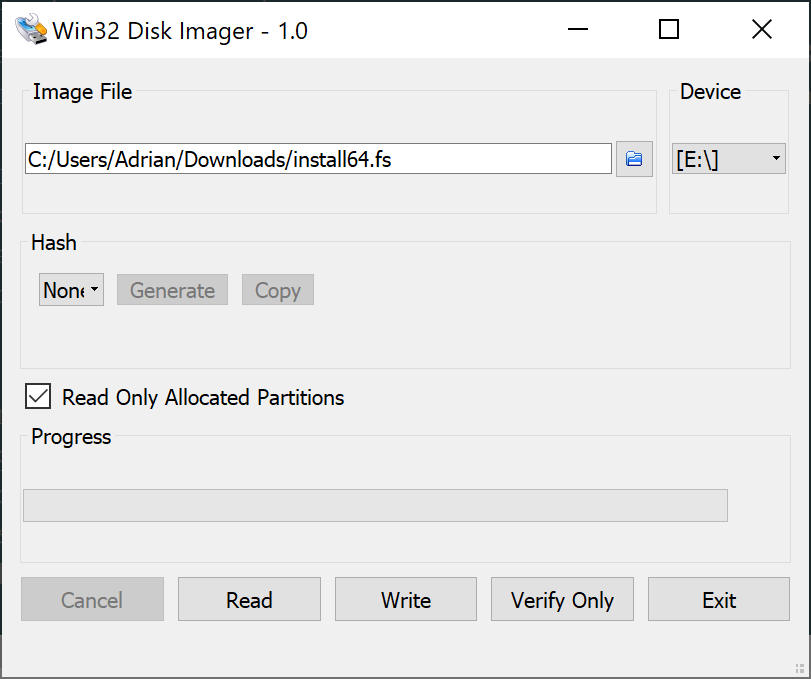 Win32 Disk Imager - 1.0
Image File
Device
C:/Users/Adrian/Downloads/install64.fs
[E:\]
Hash
None
Generate
Copy
Read Only Allocated Partitions
Progress
Cancel
Read
Write
Verify Only
Exit